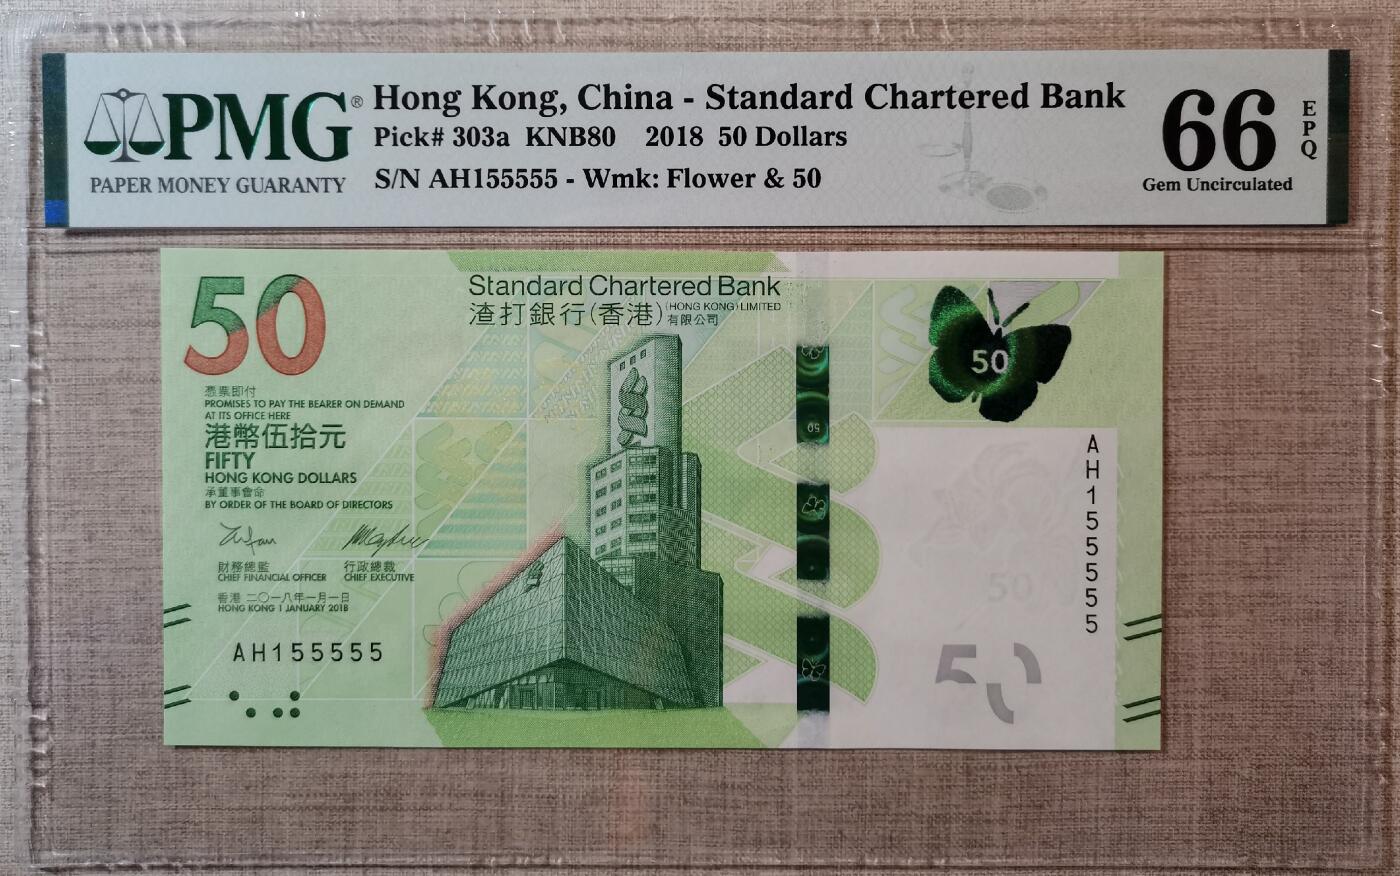 PMG®
PAPER MONEY GUARANTY
Hong Kong, China - Standard Chartered Bank
Pick# 303a KNB80 2018 50 Dollars
S/N AH155555 - Wmk: Flower & 50
66
EPQ
Gem Uncirculated
50
Standard Chartered Bank
(HONG KONG) LIMITED
渣打銀行(香港)
有限公司
50
憑票即付
PROMISES TO PAY THE BEARER ON DEMAND
AT ITS OFFICE HERE
港幣伍拾元
FIFTY
HONG KONG DOLLARS
承董事會命
BY ORDER OF THE BOARD OF DIRECTORS
財務總監
CHIEF FINANCIAL OFFICER
行政總裁
CHIEF EXECUTIVE
香港 二〇一八年一月一日
HONG KONG 1 JANUARY 2018
AH155555
50
AH155555
50
50